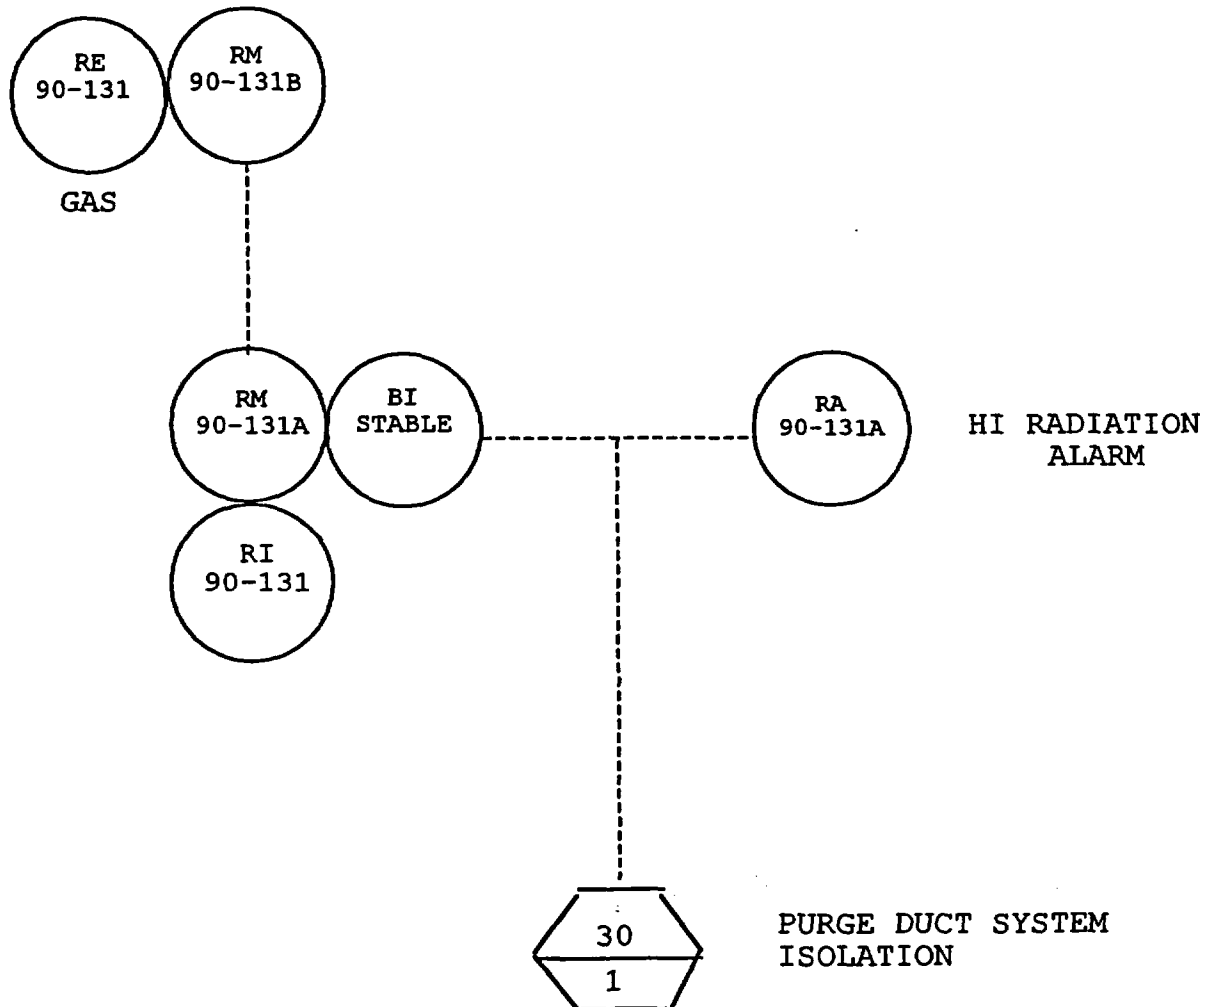 RE
90-131
RM
90-131B
GAS
RM
90-131A
BI
STABLE
RA
90-131A
HI RADIATION
ALARM
RI
90-131
30
1
PURGE DUCT SYSTEM
ISOLATION